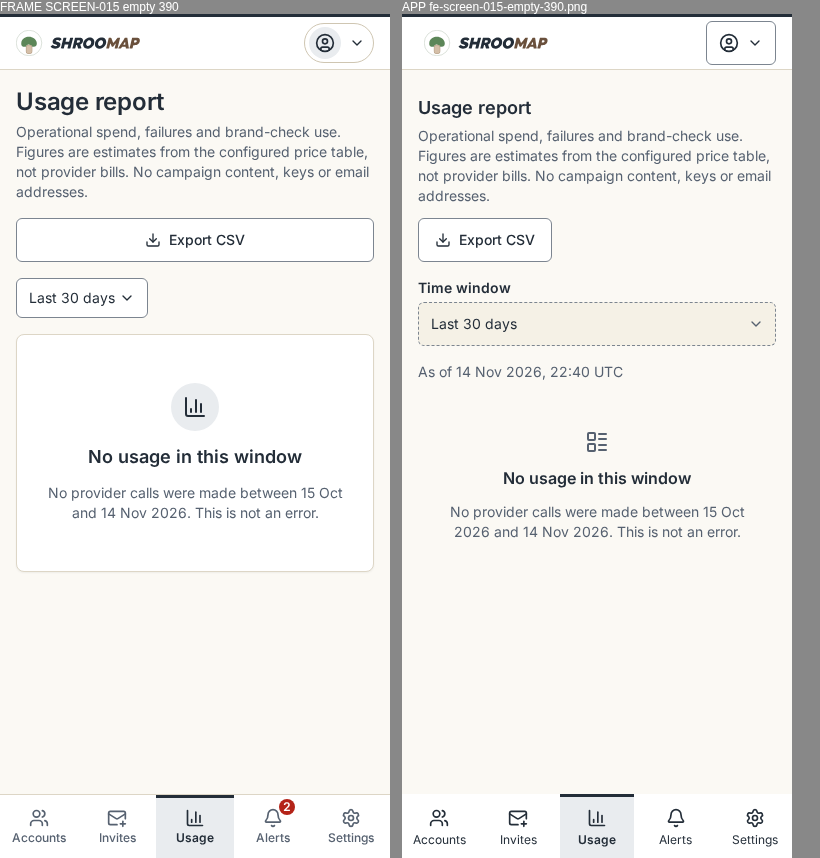 FRAME SCREEN-015 empty 390
SHROOMAP
Usage report
Operational spend, failures and brand-check use.
Figures are estimates from the configured price table,
not provider bills. No campaign content, keys or email
addresses.
Export CSV
Last 30 days
No usage in this window
No provider calls were made between 15 Oct
and 14 Nov 2026. This is not an error.
Accounts
Invites
Usage
2
Alerts
Settings
APP fe-screen-015-empty-390.png
SHROOMAP
Usage report
Operational spend, failures and brand-check use.
Figures are estimates from the configured price table,
not provider bills. No campaign content, keys or email
addresses.
Export CSV
Time window
Last 30 days
As of 14 Nov 2026, 22:40 UTC
No usage in this window
No provider calls were made between 15 Oct
2026 and 14 Nov 2026. This is not an error.
Accounts
Invites
Usage
Alerts
Settings